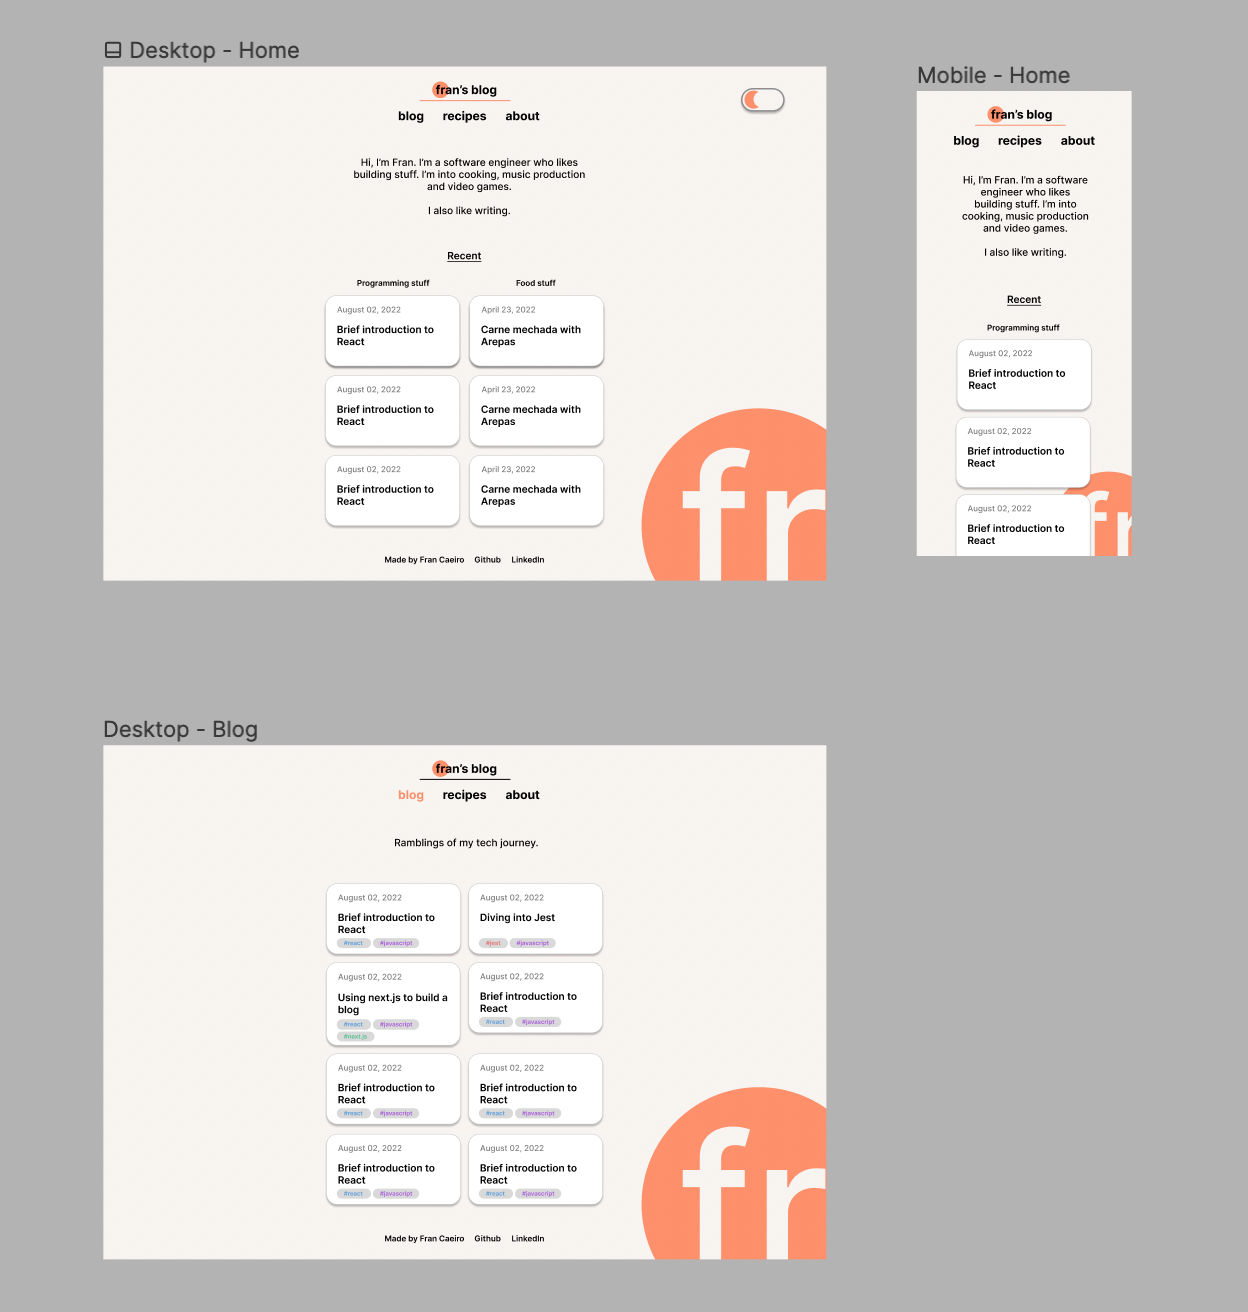 Desktop - Home
fran's blog
blog recipes about
Hi, I'm Fran. I'm a software engineer who likes
building stuff. I'm into cooking, music production
and video games.
I also like writing.
Recent
Programming stuff
August 02, 2022
Brief introduction to
React
August 02, 2022
Brief introduction to
React
August 02, 2022
Brief introduction to
React
Food stuff
April 23, 2022
Carne mechada with
Arepas
April 23, 2022
Carne mechada with
Arepas
April 23, 2022
Carne mechada with
Arepas
fr
Made by Fran Caeiro Github LinkedIn
Mobile - Home
fran's blog
blog recipes about
Hi, I'm Fran. I'm a software
engineer who likes
building stuff. I'm into
cooking, music production
and video games.
I also like writing.
Recent
Programming stuff
August 02, 2022
Brief introduction to
React
August 02, 2022
Brief introduction to
React
August 02, 2022
Brief introduction to
React
fr
Desktop - Blog
fran's blog
blog recipes about
Ramblings of my tech journey.
August 02, 2022
Brief introduction to
React
#react #javascript
August 02, 2022
Diving into Jest
#jest #javascript
August 02, 2022
Using next.js to build a
blog
#react #javascript
#next.js
August 02, 2022
Brief introduction to
React
#react #javascript
August 02, 2022
Brief introduction to
React
#react #javascript
August 02, 2022
Brief introduction to
React
#react #javascript
August 02, 2022
Brief introduction to
React
#react #javascript
August 02, 2022
Brief introduction to
React
#react #javascript
fr
Made by Fran Caeiro Github LinkedIn